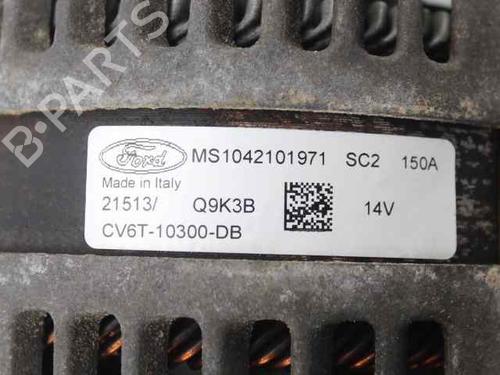 B-PARTS
Ford MS1042101971 SC2 150A
Made in Italy
21513/ Q9K3B 14V
CV6T-10300-DB